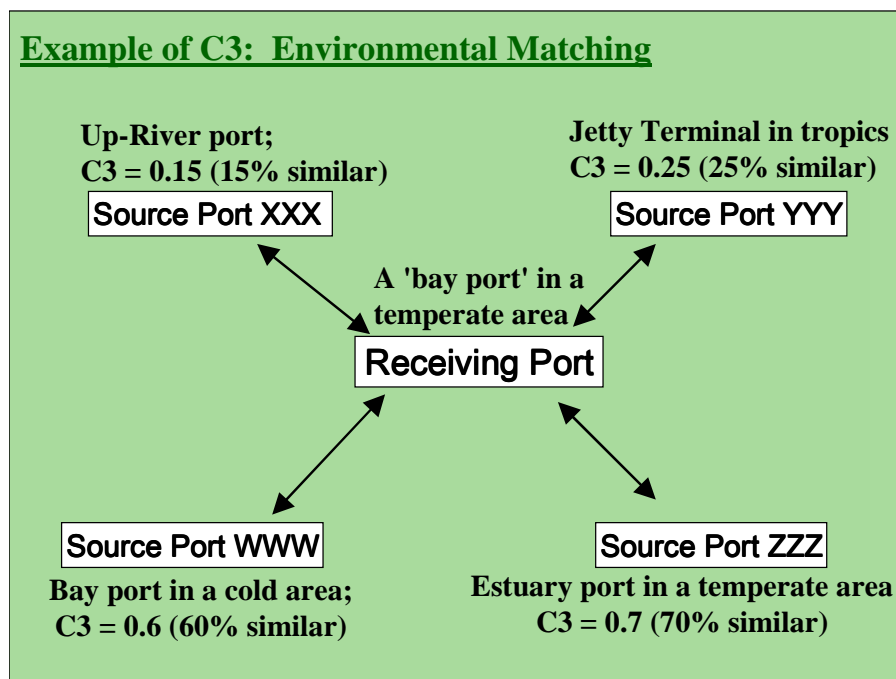 Example of C3: Environmental Matching
Up-River port;
C3 = 0.15 (15% similar)
Source Port XXX
Jetty Terminal in tropics
C3 = 0.25 (25% similar)
Source Port YYY
A 'bay port' in a
temperate area
Receiving Port
Source Port WWW
Bay port in a cold area;
C3 = 0.6 (60% similar)
Source Port ZZZ
Estuary port in a temperate area
C3 = 0.7 (70% similar)